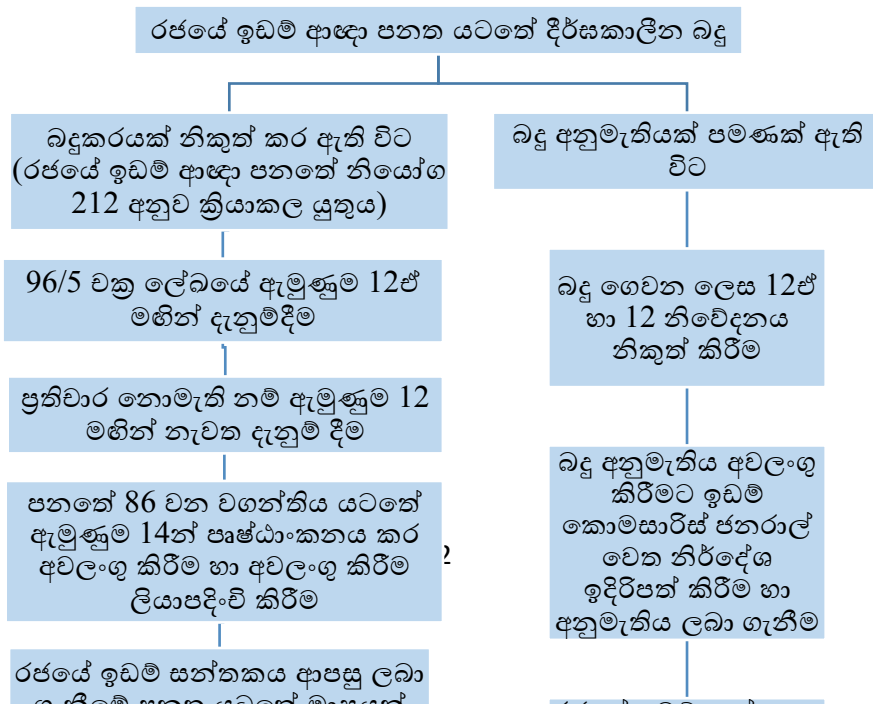 රජයේ ඉඩම් ආඥා පනත යටතේ දීර්ඝකාලීන බදු
බදුකරයක් නිකුත් කර ඇති විට
(රජයේ ඉඩම් ආඥා පනතේ නියෝග
212 අනුව ක්‍රියාකල යුතුය)
96/5 චක්‍ර ලේඛයේ ඇමුණුම 12ඒ
මඟින් දැනුම්දීම
ප්‍රතිචාර නොමැති නම් ඇමුණුම 12
මඟින් නැවත දැනුම් දීම
පනතේ 86 වන වගන්තිය යටතේ
ඇමුණුම 14න් පෘෂ්ඨාංකනය කර
අවලංගු කිරීම හා අවලංගු කිරීම
ලියාපදිංචි කිරීම
රජයේ ඉඩම් සන්තකය ආපසු ලබා
බදු අනුමැතියක් පමණක් ඇති
විට
බදු ගෙවන ලෙස 12ඒ
හා 12 නිවේදනය
නිකුත් කිරීම
බදු අනුමැතිය අවලංගු
කිරීමට ඉඩම්
කොමසාරිස් ජනරාල්
වෙත නිර්දේශ
ඉදිරිපත් කිරීම හා
අනුමැතිය ලබා ගැනීම